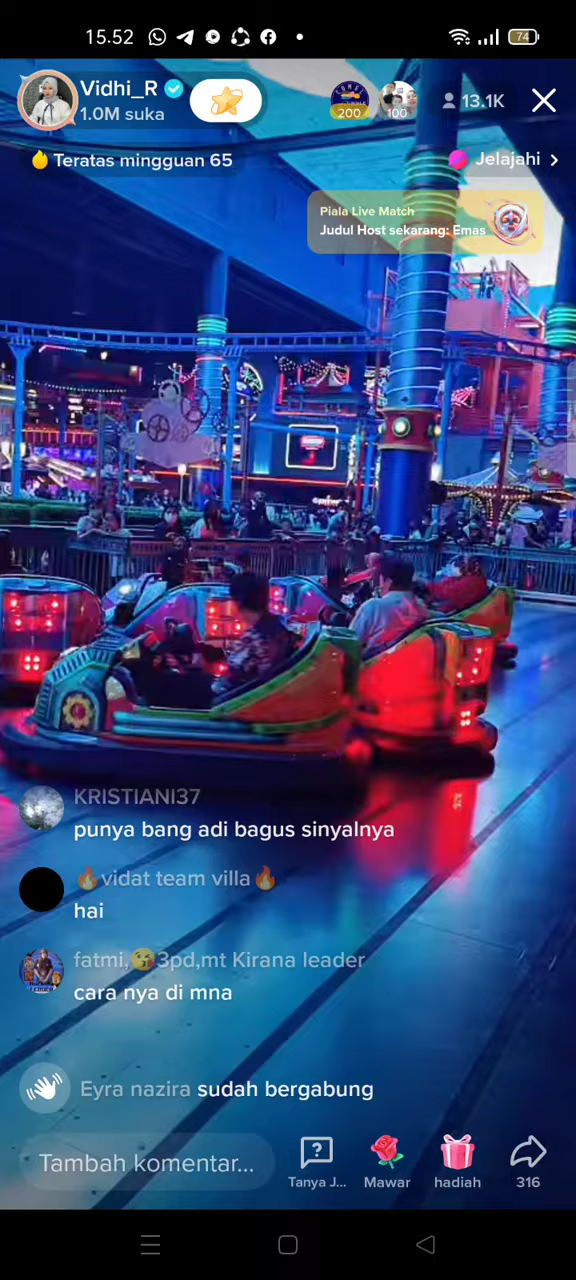 15.52
74
Vidhi_R
1.0M suka
200
100
13.1K
Teratas mingguan 65
Jelajahi
Piala Live Match
Judul Host sekarang: Emas
KRISTIANI37
punya bang adi bagus sinyalnya
🔥vidat team villa🔥
hai
fatmi,😘3pd,mt Kirana leader
cara nya di mna
Eyra nazira sudah bergabung
Tambah komentar...
Tanya J...
Mawar
hadiah
316